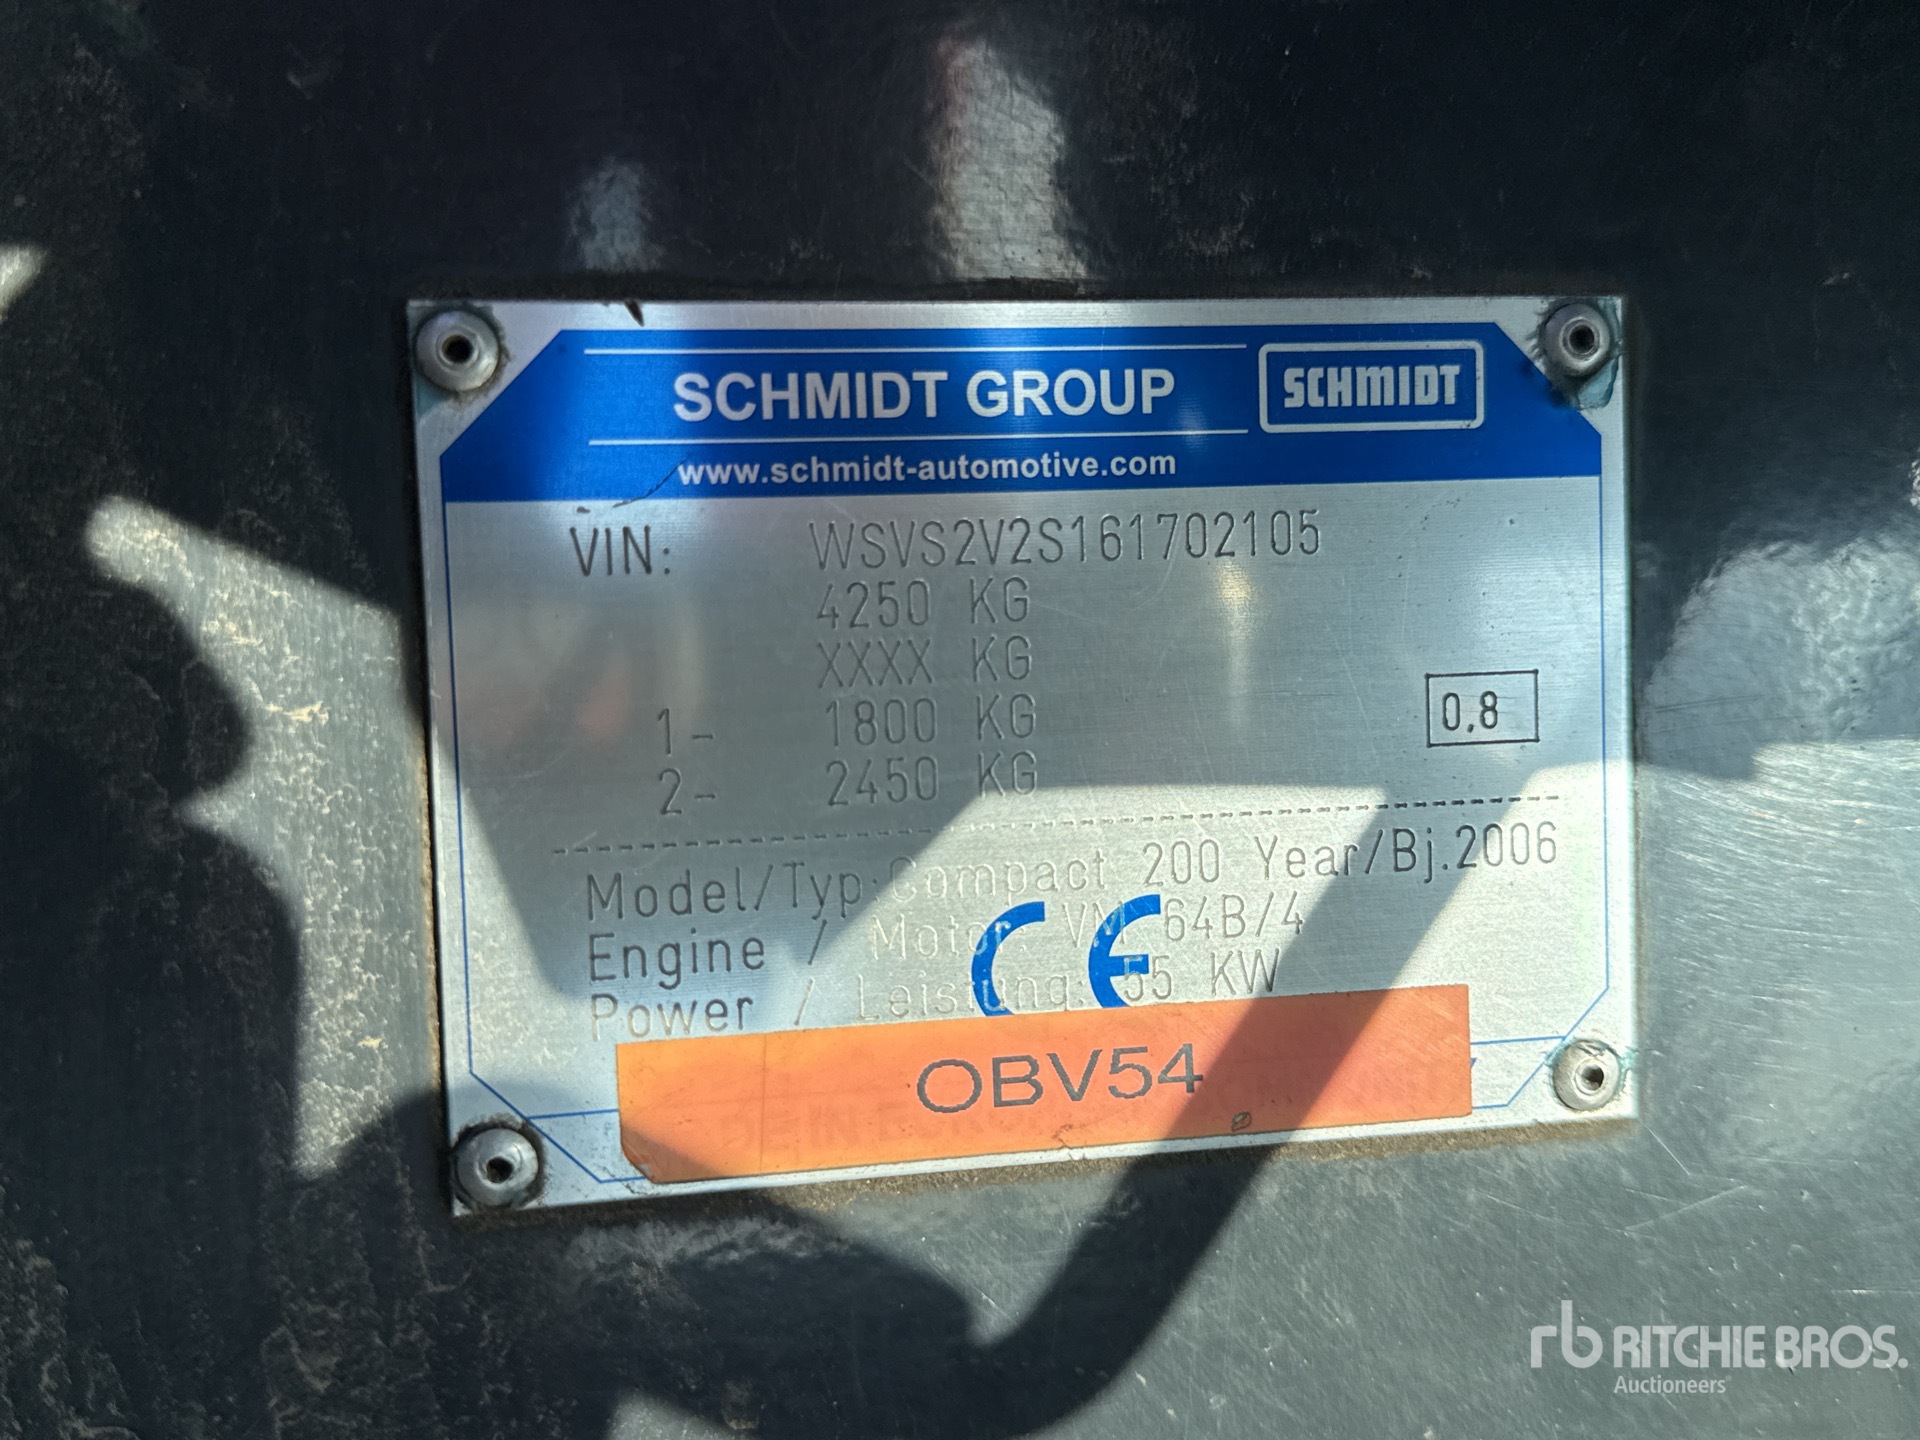 SCHMIDT GROUP
SCHMIDT
www.schmidt-automotive.com
VIN: WSVS2V2S161702105
4250 KG
XXXX KG
1- 1800 KG
2- 2450 KG
0,8
Model/Typ: Compact 200 Year/Bj.2006
Engine / Motor: VM 64B/4
Power / Leistung: 55 KW
CE
OBV54
rb RITCHIE BROS.
Auctioneers